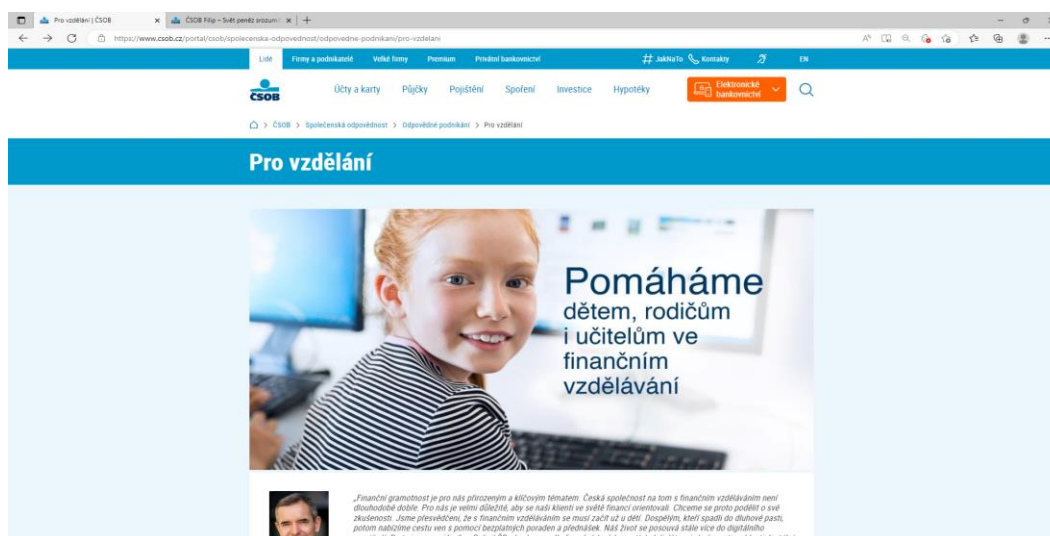 Pro vzdělání | ČSOB
ČSOB Filip – Svět peněz srozumi
https://www.csob.cz/portal/csob/spolecenska-odpovednost/odpovedne-podnikani/pro-vzdelani
Lidé Firmy a podnikatelé Velké firmy Premium Privátní bankovnictví # JakNaTo Kontakty EN
ČSOB Účty a karty Půjčky Pojištění Spoření Investice Hypotéky Elektronické
bankovnictví
> ČSOB > Společenská odpovědnost > Odpovědné podnikání > Pro vzdělání
Pro vzdělání
Pomáháme
dětem, rodičům
i učitelům ve
finančním
vzdělávání
„Finanční gramotnost je pro nás přirozeným a klíčovým tématem. Česká společnost na tom s finančním vzděláváním není
dlouhodobě dobře. Pro nás je velmi důležité, aby se naši klienti ve světě financí orientovali. Chceme se proto podělit o své
zkušenosti. Jsme přesvědčeni, že s finančním vzděláváním se musí začít už u dětí. Dospělým, kteří spadli do dluhové pasti,
potom nabízíme cestu ven s pomocí bezplatných poraden a přednášek. Náš život se posouvá stále více do digitálního